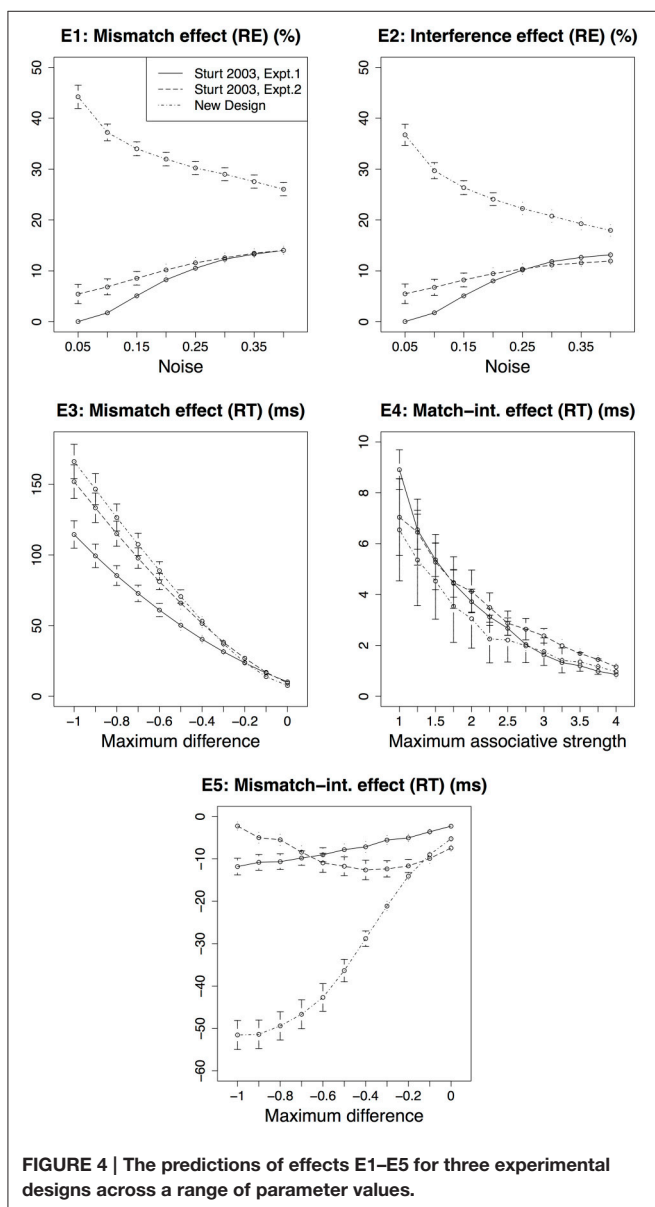 E1: Mismatch effect (RE) (%)
50
40
30
20
10
0
Sturt 2003, Expt.1
Sturt 2003, Expt.2
New Design
0.05 0.15 0.25 0.35
Noise
E2: Interference effect (RE) (%)
50
40
30
20
10
0
0.05 0.15 0.25 0.35
Noise
E3: Mismatch effect (RT) (ms)
150
100
50
0
−1 −0.8 −0.6 −0.4 −0.2 0
Maximum difference
E4: Match−int. effect (RT) (ms)
10
8
6
4
2
0
1 1.5 2 2.5 3 3.5 4
Maximum associative strength
E5: Mismatch−int. effect (RT) (ms)
0
−10
−20
−30
−40
−50
−60
−1 −0.8 −0.6 −0.4 −0.2 0
Maximum difference
FIGURE 4 | The predictions of effects E1–E5 for three experimental
designs across a range of parameter values.